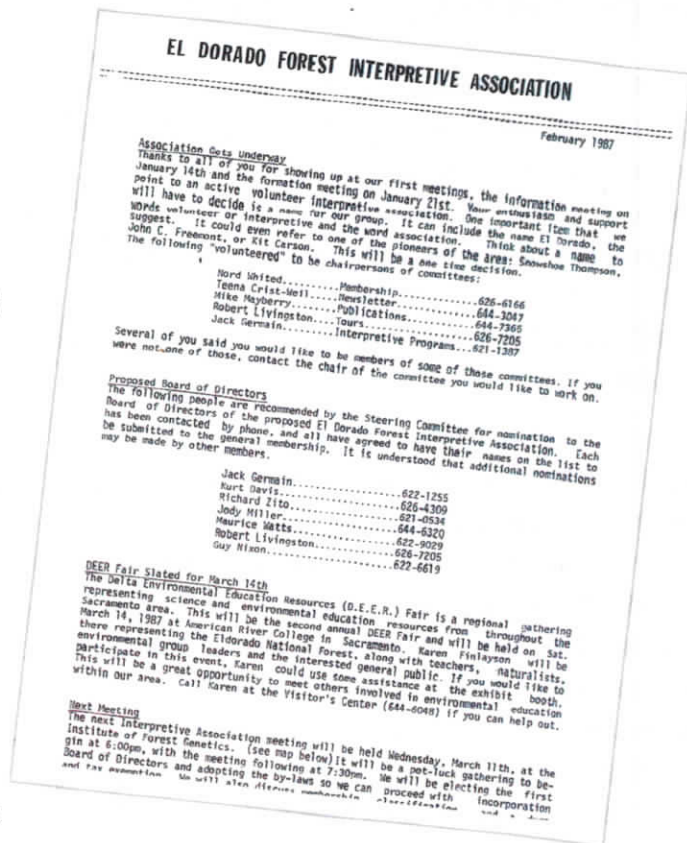 EL DORADO FOREST INTERPRETIVE ASSOCIATION
February 1987
Association Gets Underway
Thanks to all of you for showing up at our first meetings, the information meeting on
January 14th and the formation meeting on January 21st. Your enthusiasm and support
point to an active volunteer interpretive association. One important item that we
will have to decide is a name for our group. It can include the name El Dorado, the
words volunteer or interpretive and the word association. Think about a name to
suggest. It could even refer to one of the pioneers of the area: Snowshoe Thompson,
John C. Freemont, or Kit Carson. This will be a one time decision.
The following "volunteered" to be chairpersons of committees:
Nord Whited........Membership..............626-6166
Teena Crist-Weil.....Newsletter..............644-3047
Mike Mayberry.......Publications............644-7365
Robert Livingston....Tours...................626-7205
Jack Germain.........Interpretive Programs...621-1387
Several of you said you would like to be members of some of those committees. If you
were not one of those, contact the chair of the committee you would like to work on.
Proposed Board of Directors
The following people are recommended by the Steering Committee for nomination to the
Board of Directors of the proposed El Dorado Forest Interpretive Association. Each
has been contacted by phone, and all have agreed to have their names on the list to
be submitted to the general membership. It is understood that additional nominations
may be made by other members.
Jack Germain..................622-1255
Kurt Davis....................626-4309
Richard Zito..................621-0534
Jody Miller...................644-6320
Maurice Watts.................622-9029
Robert Livingston.............626-7205
Guy Nixon.....................622-6619
DEER Fair Slated for March 14th
The Delta Environmental Education Resources (D.E.E.R.) Fair is a regional gathering
representing science and environmental education resources from throughout the
Sacramento area. This will be the second annual DEER Fair and will be held on Sat.
March 14, 1987 at American River College in Sacramento. Karen Finlayson will be
there representing the Eldorado National Forest, along with teachers, naturalists,
environmental group leaders and the interested general public. If you would like to
participate in this event, Karen could use some assistance at the exhibit booth.
This will be a great opportunity to meet others involved in environmental education
within our area. Call Karen at the Visitor's Center (644-6048) if you can help out.
Next Meeting
The next Interpretive Association meeting will be held Wednesday, March 11th, at the
Institute of Forest Genetics. (see map below)It will be a pot-luck gathering to be-
gin at 6:00pm, with the meeting following at 7:30pm. We will be electing the first
Board of Directors and adopting the by-laws so we can proceed with incorporation
and tax exemption. We will also discuss membership classification and a dues